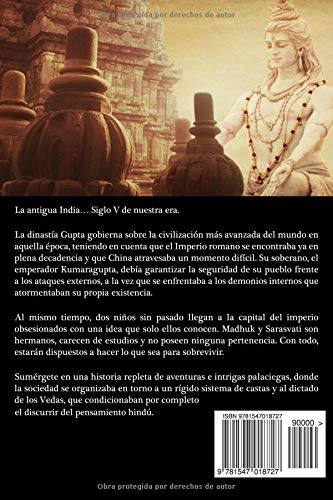 Obra protegida por derechos de autor
La antigua India… Siglo V de nuestra era.
La dinastía Gupta gobierna sobre la civilización más avanzada del mundo en
aquella época, teniendo en cuenta que el Imperio romano se encontraba ya en
plena decadencia y que China atravesaba un momento difícil. Su soberano, el
emperador Kumaragupta, debía garantizar la seguridad de su pueblo frente
a los ataques externos, a la vez que se enfrentaba a los demonios internos que
atormentaban su propia existencia.
Al mismo tiempo, dos niños sin pasado llegan a la capital del imperio
obsesionados con una idea que solo ellos conocen. Madhuk y Sarasvati son
hermanos, carecen de estudios y no poseen ninguna pertenencia. Con todo,
estarán dispuestos a hacer lo que sea para sobrevivir.
Sumérgete en una historia repleta de aventuras e intrigas palaciegas, donde
la sociedad se organizaba en torno a un rígido sistema de castas y al dictado
de los Vedas, que condicionaban por completo
el discurrir del pensamiento hindú.
ISBN 9781547018727
90000 >
9 781547 018727
Obra protegida por derechos de autor